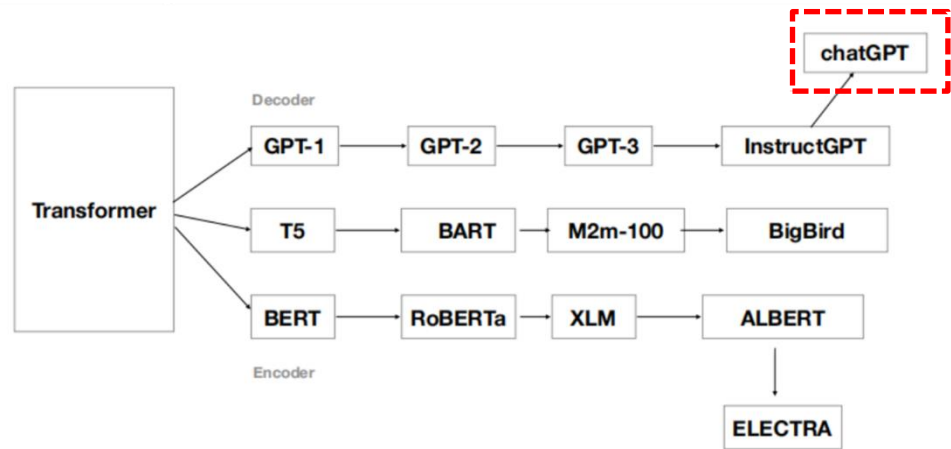 chatGPT
Decoder
GPT-1 GPT-2 GPT-3 InstructGPT
Transformer
T5 BART M2m-100 BigBird
BERT RoBERTa XLM ALBERT
Encoder
ELECTRA